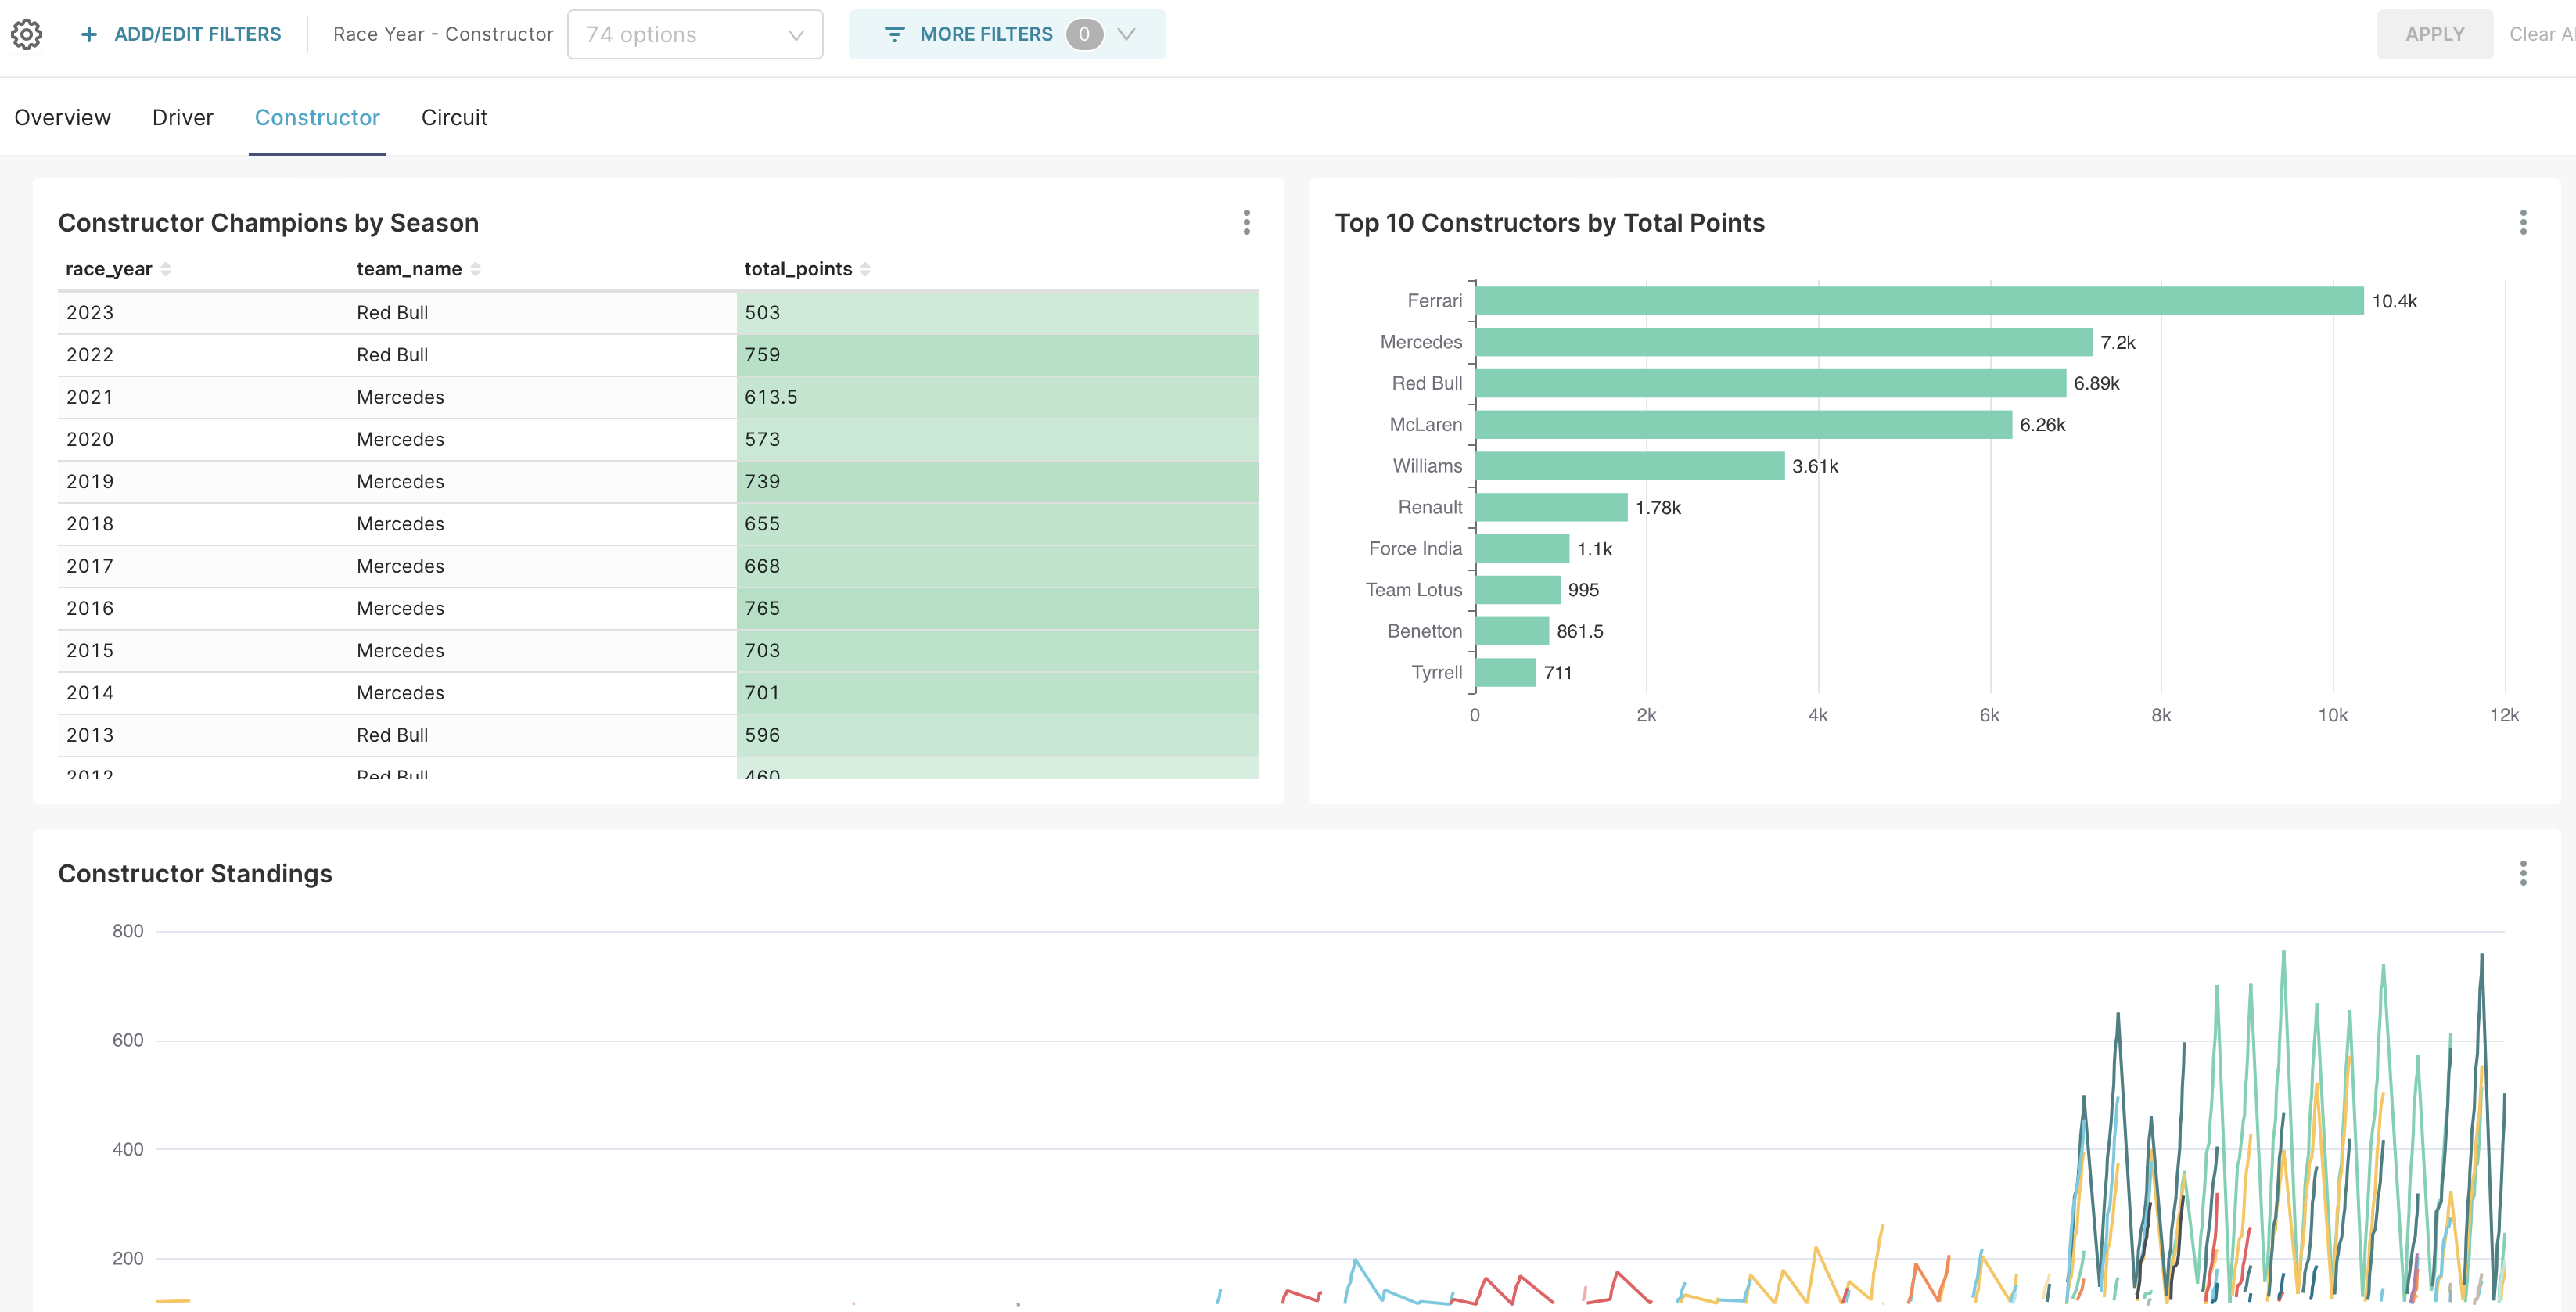 ADD/EDIT FILTERS Race Year - Constructor 74 options MORE FILTERS 0 APPLY Clear A
Overview Driver Constructor Circuit
Constructor Champions by Season
race_year team_name total_points
2023 Red Bull 503
2022 Red Bull 759
2021 Mercedes 613.5
2020 Mercedes 573
2019 Mercedes 739
2018 Mercedes 655
2017 Mercedes 668
2016 Mercedes 765
2015 Mercedes 703
2014 Mercedes 701
2013 Red Bull 596
2012 Red Bull 460
Top 10 Constructors by Total Points
Ferrari 10.4k
Mercedes 7.2k
Red Bull 6.89k
McLaren 6.26k
Williams 3.61k
Renault 1.78k
Force India 1.1k
Team Lotus 995
Benetton 861.5
Tyrrell 711
0 2k 4k 6k 8k 10k 12k
Constructor Standings
800
600
400
200